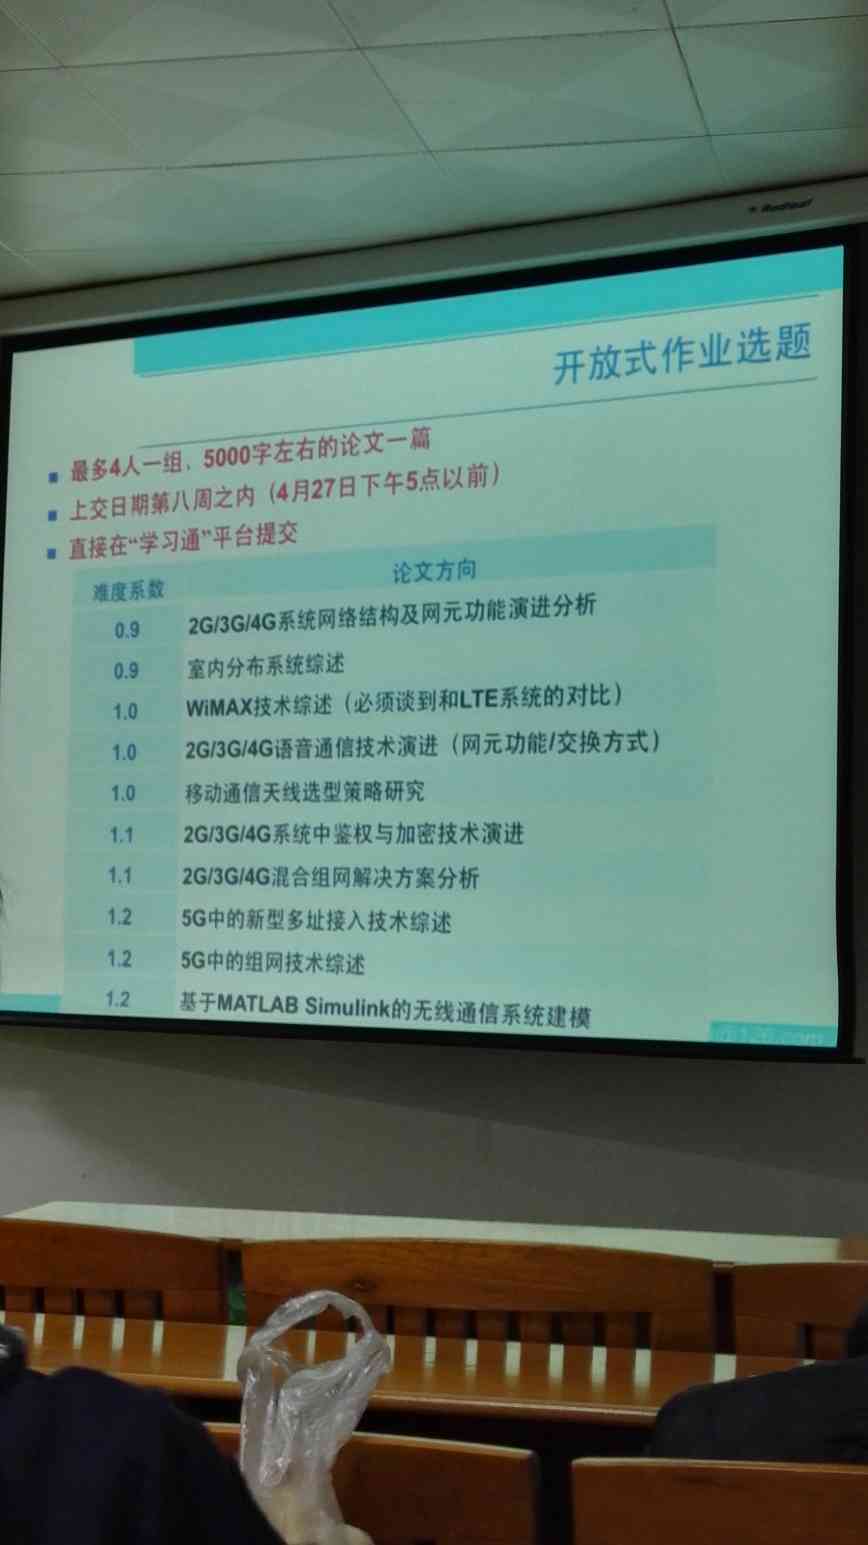 开放式作业选题
最多4人一组、5000字左右的论文一篇
上交日期第八周之内（4月27日下午5点以前）
直接在“学习通”平台提交
难度系数 论文方向
0.9 2G/3G/4G系统网络结构及网元功能演进分析
0.9 室内分布系统综述
1.0 WiMAX技术综述（必须谈到和LTE系统的对比）
1.0 2G/3G/4G语音通信技术演进（网元功能/交换方式）
1.0 移动通信天线选型策略研究
1.1 2G/3G/4G系统中鉴权与加密技术演进
1.1 2G/3G/4G混合组网解决方案分析
1.2 5G中的新型多址接入技术综述
1.2 5G中的组网技术综述
1.2 基于MATLAB Simulink的无线通信系统建模